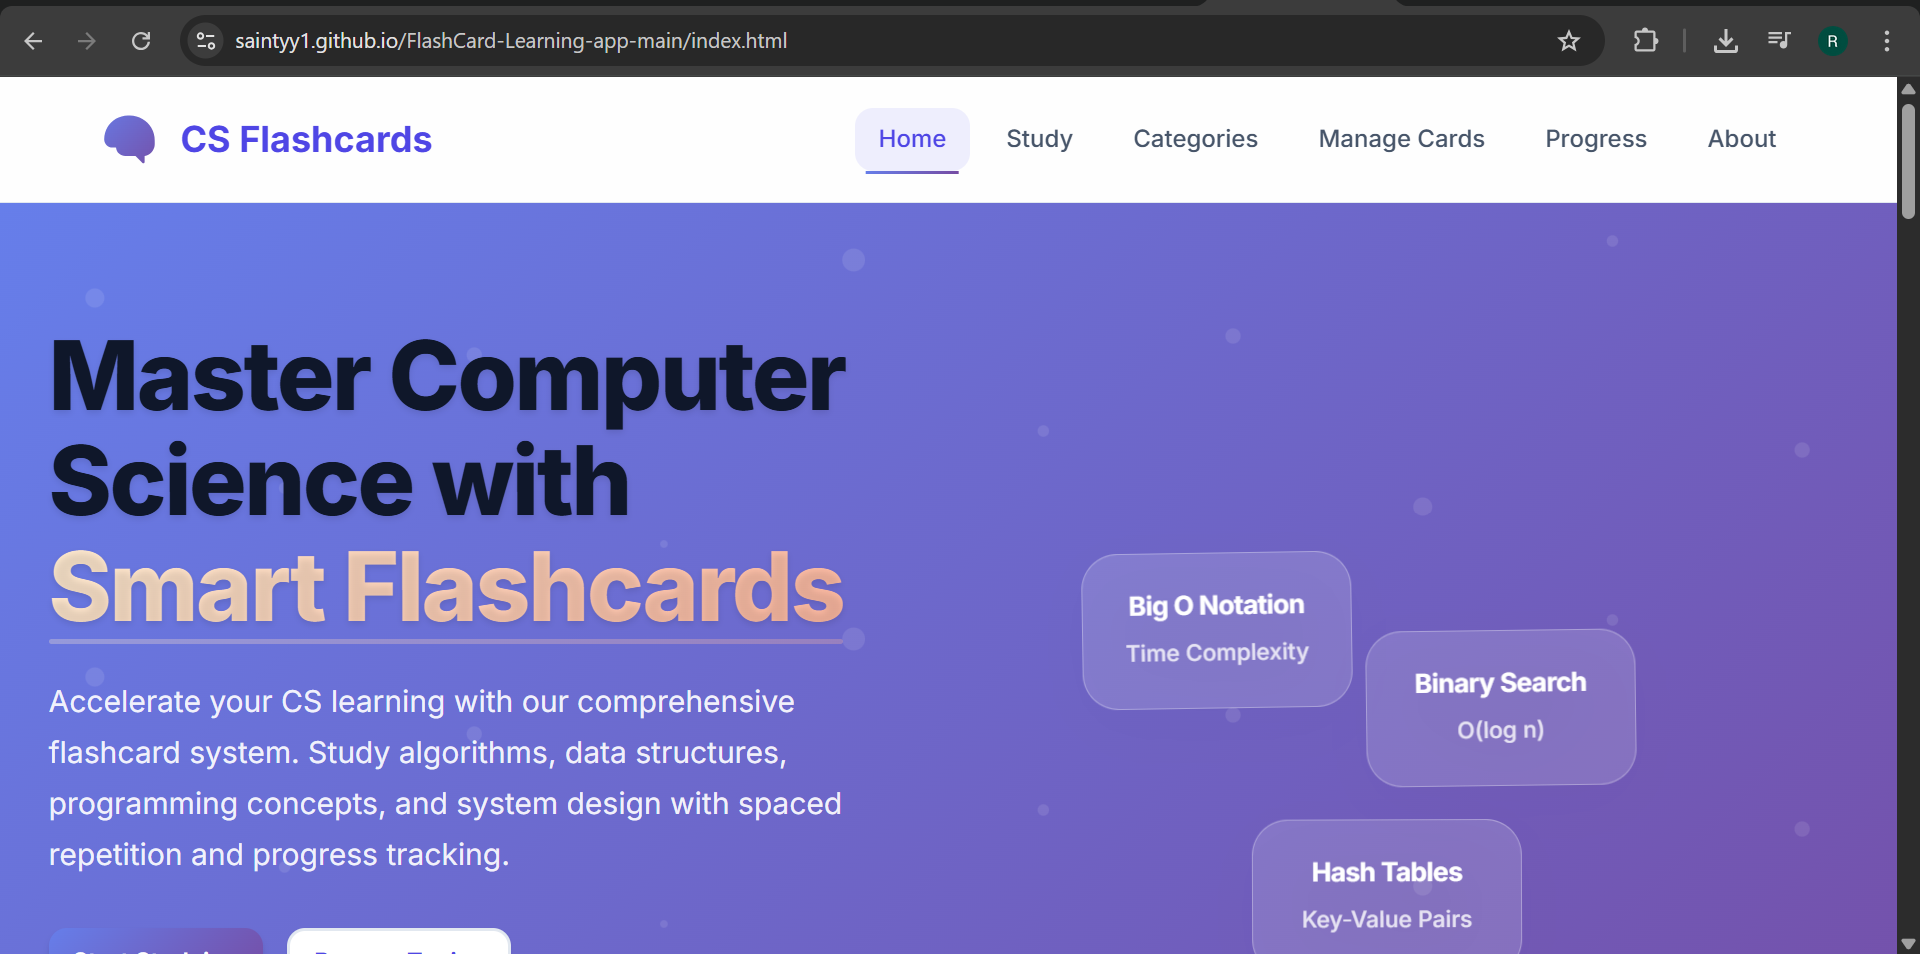 saintyy1.github.io/FlashCard-Learning-app-main/index.html
R
CS Flashcards
Home
Study
Categories
Manage Cards
Progress
About
Master Computer
Science with
Smart Flashcards
Accelerate your CS learning with our comprehensive
flashcard system. Study algorithms, data structures,
programming concepts, and system design with spaced
repetition and progress tracking.
Big O Notation
Time Complexity
Binary Search
O(log n)
Hash Tables
Key-Value Pairs